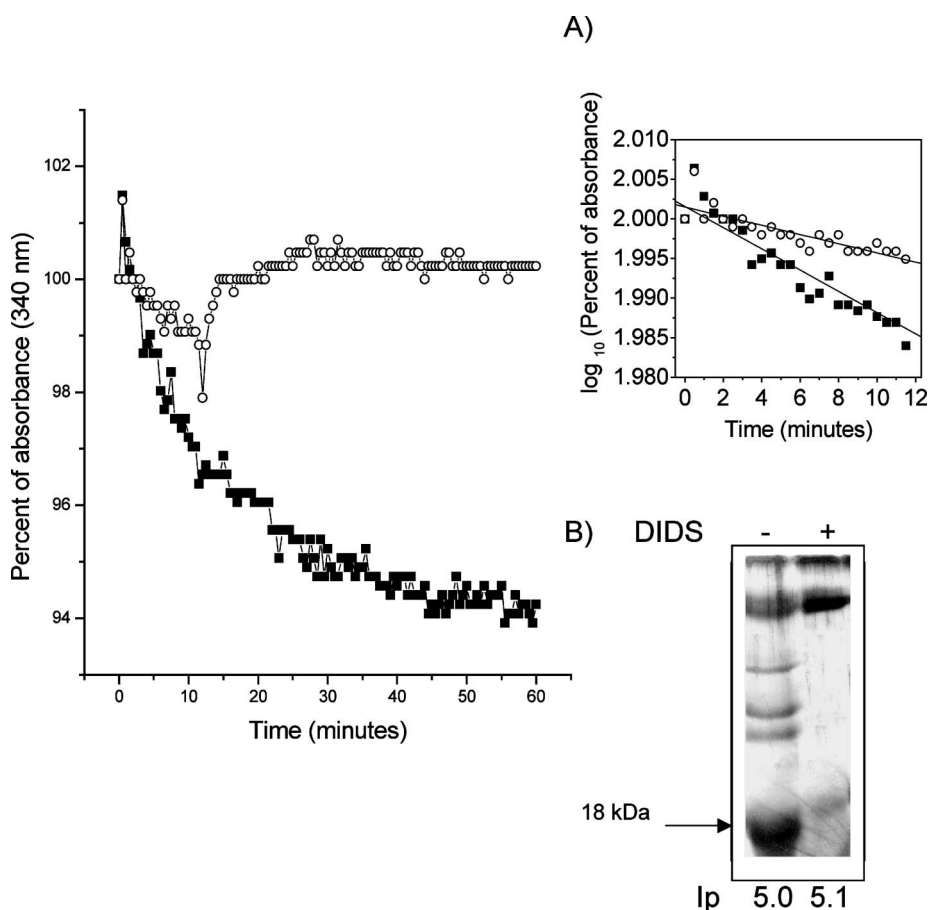 A)
Percent of absorbance (340 nm)
102
100
98
96
94
0 10 20 30 40 50 60
Time (minutes)
log 10 (Percent of absorbance)
2.010
2.005
2.000
1.995
1.990
1.985
1.980
0 2 4 6 8 10 12
Time (minutes)
B) DIDS - +
18 kDa
Ip 5.0 5.1